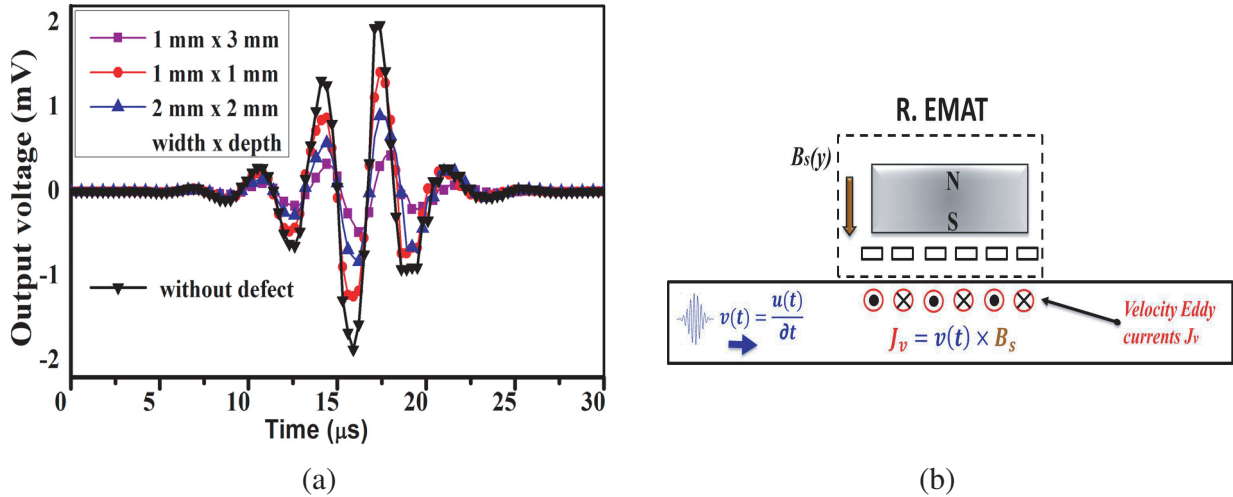 2
1
0
-1
-2
Output voltage (mV)
1 mm x 3 mm
1 mm x 1 mm
2 mm x 2 mm
width x depth
without defect
0 5 10 15 20 25 30
Time (μs)
(a)
R. EMAT
Bs(y)
N
S
v(t) = u(t)/∂t
Jv = v(t) × Bs
Velocity Eddy
currents Jv
(b)